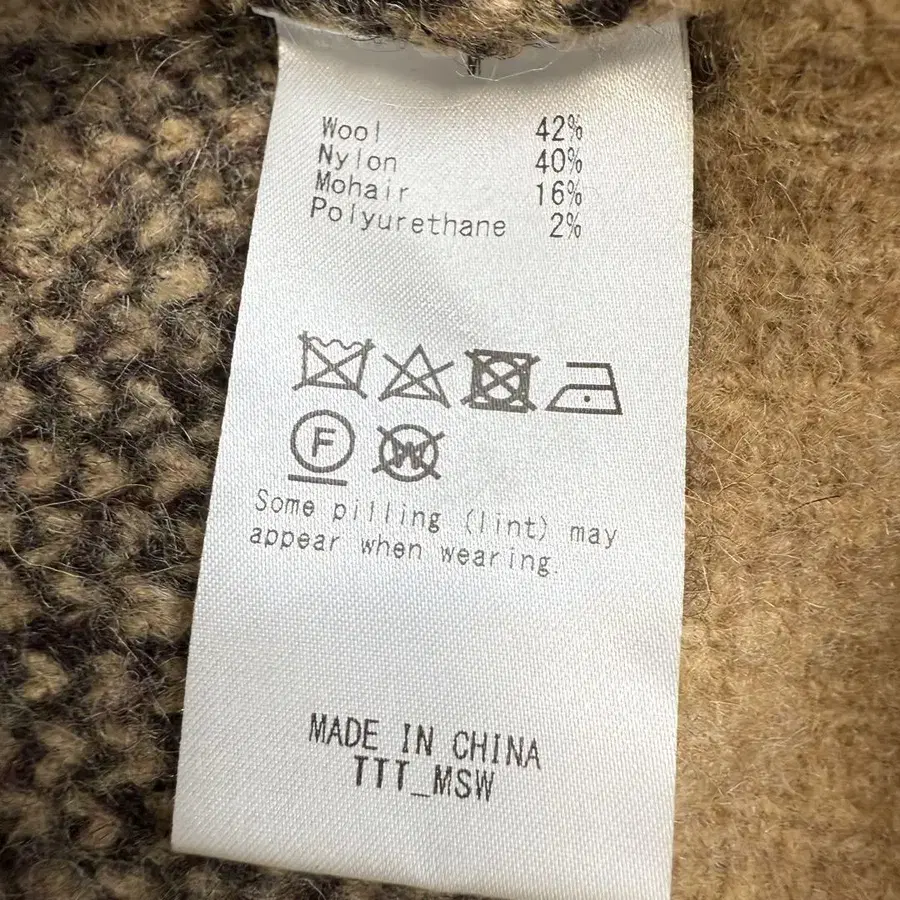 Wool 42%
Nylon 40%
Mohair 16%
Polyurethane 2%
F W
Some pilling (lint) may
appear when wearing.
MADE IN CHINA
TTT_MSW